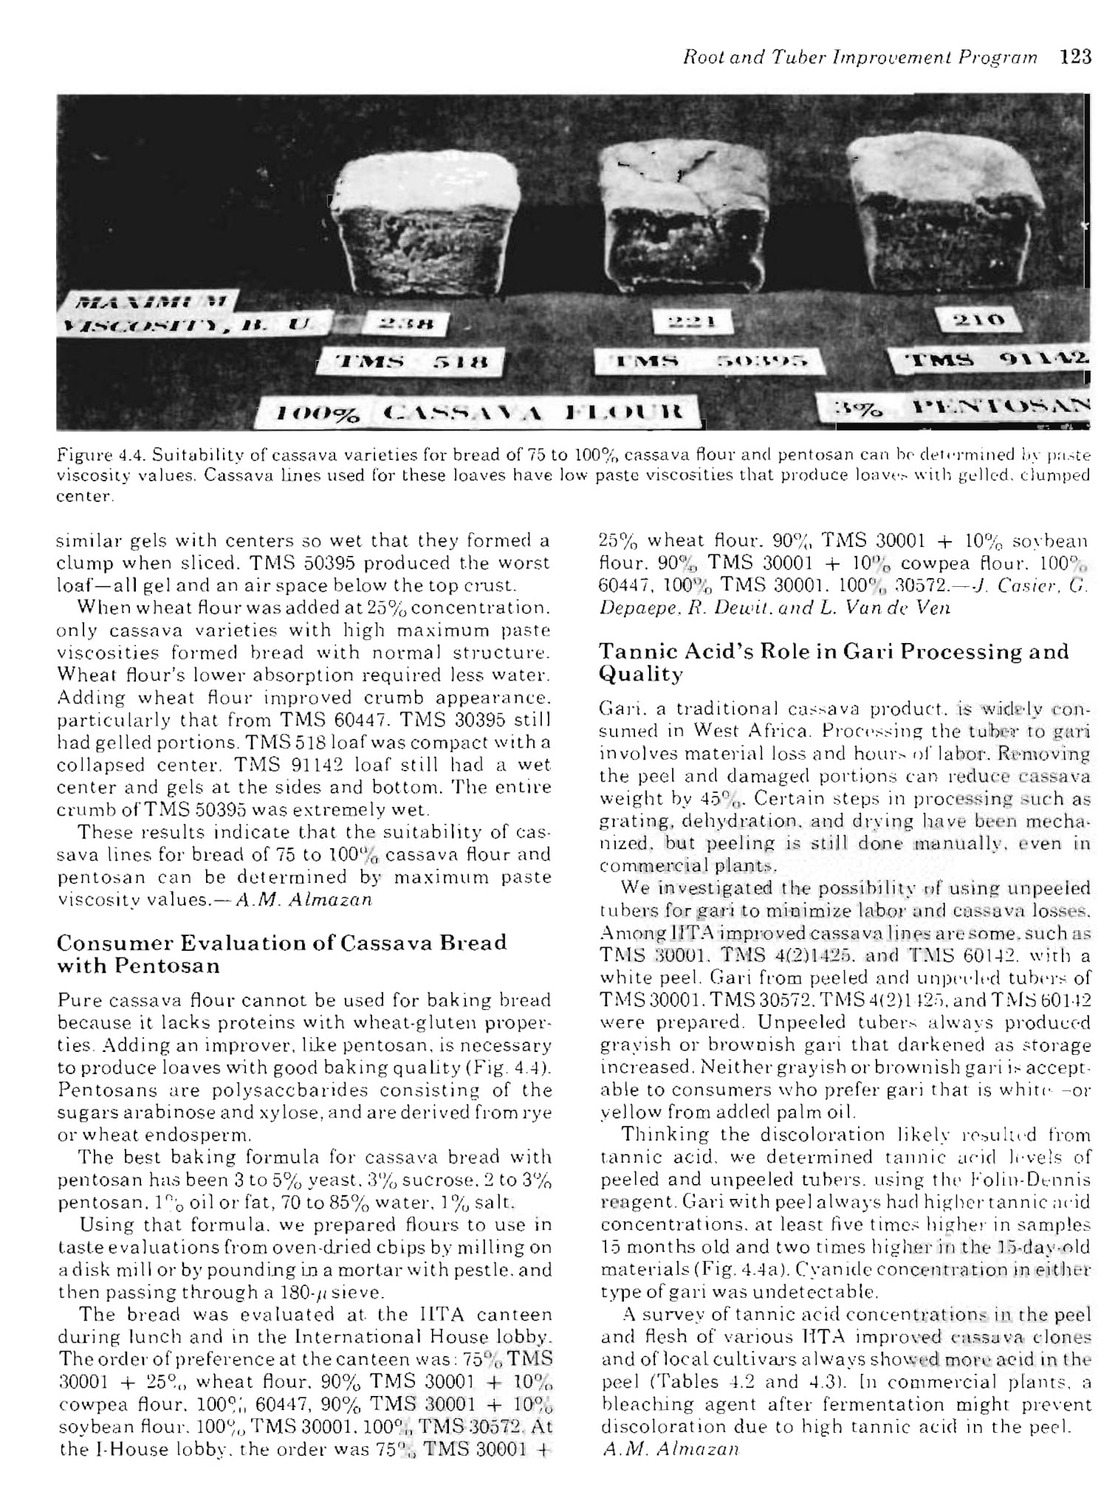 Root and Tuber Improvement Program 123
MAXIMUM
VISCOSITY, B. U. 238 221 210
TMS 518 TMS 50395 TMS 91142
100% CASSAVA FLOUR 3% PENTOSAN
Figure 4.4. Suitability of cassava varieties for bread of 75 to 100% cassava flour and pentosan can be determined by paste
viscosity values. Cassava lines used for these loaves have low paste viscosities that produce loaves with gelled, clumped
center.
similar gels with centers so wet that they formed a
clump when sliced. TMS 50395 produced the worst
loaf—all gel and an air space below the top crust.
When wheat flour was added at 25% concentration,
only cassava varieties with high maximum paste
viscosities formed bread with normal structure.
Wheat flour's lower absorption required less water.
Adding wheat flour improved crumb appearance,
particularly that from TMS 60447. TMS 30395 still
had gelled portions. TMS 518 loaf was compact with a
collapsed center. TMS 91142 loaf still had a wet
center and gels at the sides and bottom. The entire
crumb of TMS 50395 was extremely wet.
These results indicate that the suitability of cas-
sava lines for bread of 75 to 100% cassava flour and
pentosan can be determined by maximum paste
viscosity values.—A.M. Almazan
Consumer Evaluation of Cassava Bread
with Pentosan
Pure cassava flour cannot be used for baking bread
because it lacks proteins with wheat-gluten proper-
ties. Adding an improver, like pentosan, is necessary
to produce loaves with good baking quality (Fig. 4.4).
Pentosans are polysaccharides consisting of the
sugars arabinose and xylose, and are derived from rye
or wheat endosperm.
The best baking formula for cassava bread with
pentosan has been 3 to 5% yeast, 3% sucrose, 2 to 3%
pentosan, 1% oil or fat, 70 to 85% water, 1% salt.
Using that formula, we prepared flours to use in
taste evaluations from oven-dried chips by milling on
a disk mill or by pounding in a mortar with pestle, and
then passing through a 180-μ sieve.
The bread was evaluated at the IITA canteen
during lunch and in the International House lobby.
The order of preference at the canteen was: 75% TMS
30001 + 25% wheat flour, 90% TMS 30001 + 10%
cowpea flour, 100% 60447, 90% TMS 30001 + 10%
soybean flour, 100% TMS 30001, 100% TMS 30572. At
the I-House lobby, the order was 75% TMS 30001 +
25% wheat flour, 90% TMS 30001 + 10% soybean
flour, 90% TMS 30001 + 10% cowpea flour, 100%
60447, 100% TMS 30001, 100% 30572.—J. Casier, G.
Depaepe, R. Dewit, and L. Van de Ven
Tannic Acid's Role in Gari Processing and
Quality
Gari, a traditional cassava product, is widely con-
sumed in West Africa. Processing the tuber to gari
involves material loss and hours of labor. Removing
the peel and damaged portions can reduce cassava
weight by 45%. Certain steps in processing such as
grating, dehydration, and drying have been mecha-
nized, but peeling is still done manually, even in
commercial plants.
We investigated the possibility of using unpeeled
tubers for gari to minimize labor and cassava losses.
Among IITA improved cassava lines are some, such as
TMS 30001, TMS 4(2)1425, and TMS 60142, with a
white peel. Gari from peeled and unpeeled tubers of
TMS 30001, TMS 30572, TMS 4(2)1425, and TMS 60142
were prepared. Unpeeled tubers always produced
grayish or brownish gari that darkened as storage
increased. Neither grayish or brownish gari is accept-
able to consumers who prefer gari that is white—or
yellow from added palm oil.
Thinking the discoloration likely resulted from
tannic acid, we determined tannic acid levels of
peeled and unpeeled tubers, using the Folin-Dennis
reagent. Gari with peel always had higher tannic acid
concentrations, at least five times higher in samples
15 months old and two times higher in the 15-day-old
materials (Fig. 4.4a). Cyanide concentration in either
type of gari was undetectable.
A survey of tannic acid concentrations in the peel
and flesh of various IITA improved cassava clones
and of local cultivars always showed more acid in the
peel (Tables 4.2 and 4.3). In commercial plants, a
bleaching agent after fermentation might prevent
discoloration due to high tannic acid in the peel.
A.M. Almazan